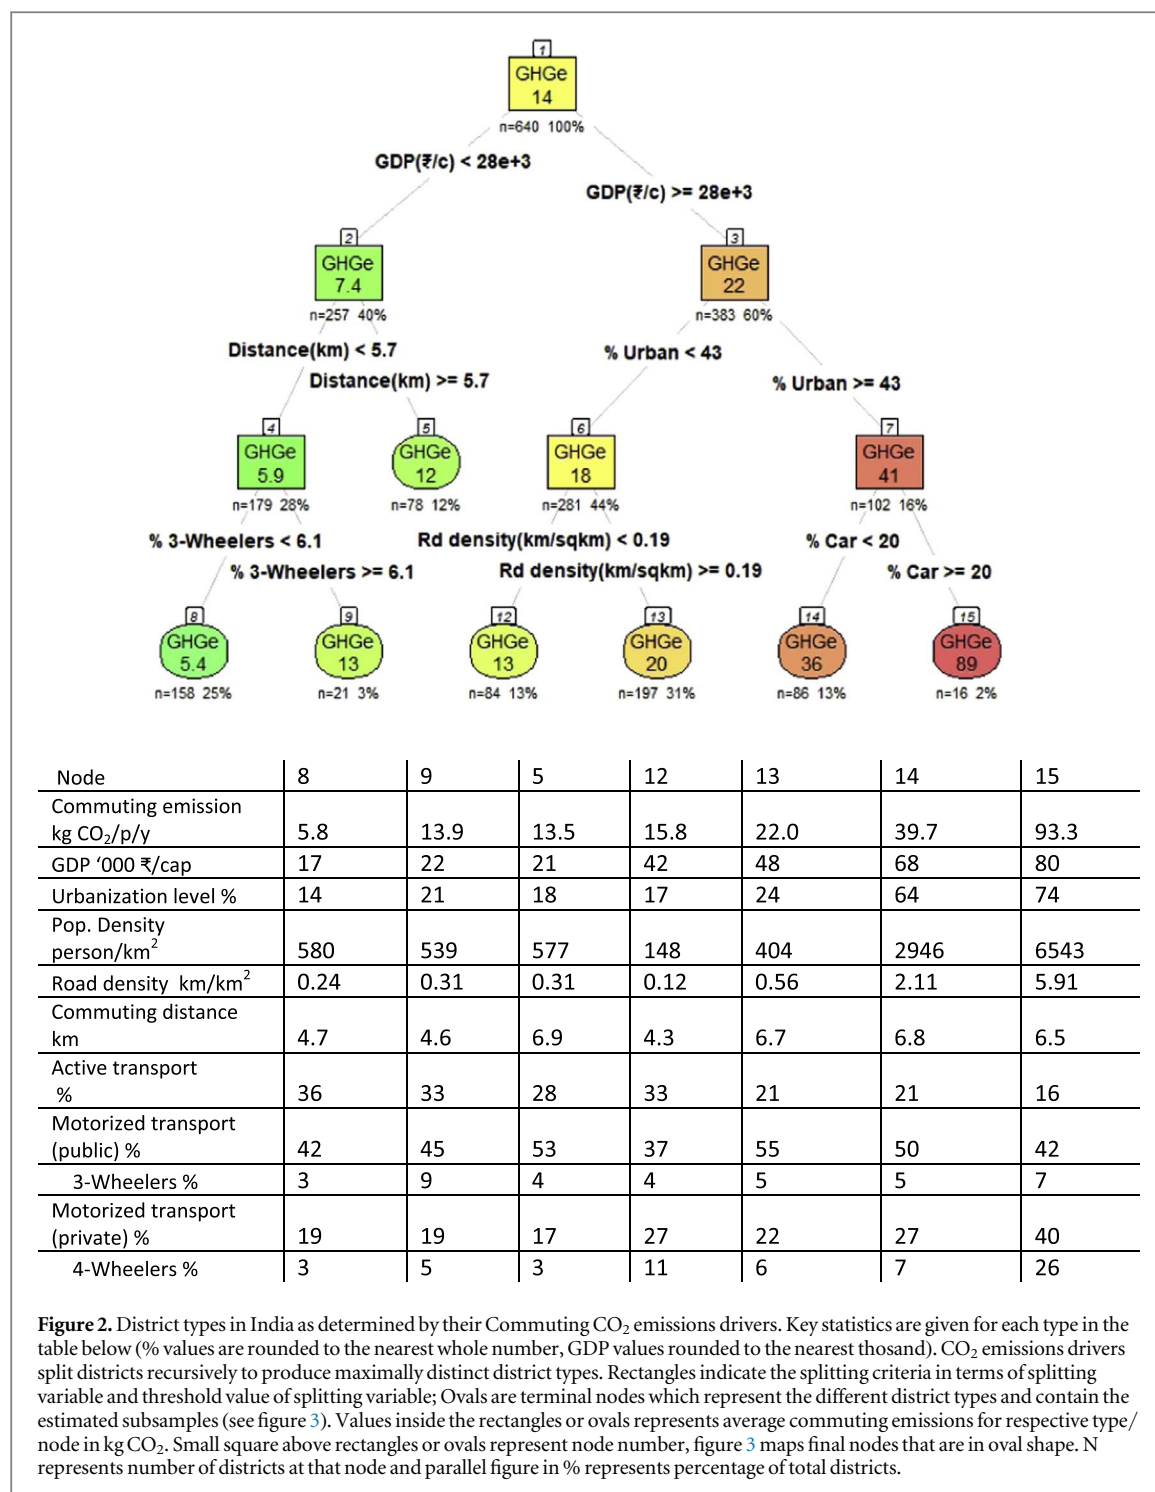 1
GHGe
14
n=640 100%
GDP(₹/c) < 28e+3
GDP(₹/c) >= 28e+3
2
3
GHGe
GHGe
7.4
22
n=257 40%
n=383 60%
Distance(km) < 5.7
% Urban < 43
Distance(km) >= 5.7
% Urban >= 43
4
5
6
7
GHGe
GHGe
GHGe
GHGe
5.9
12
18
41
n=179 28%
n=78 12%
n=281 44%
n=102 16%
% 3-Wheelers < 6.1
Rd density(km/sqkm) < 0.19
% Car < 20
% 3-Wheelers >= 6.1
Rd density(km/sqkm) >= 0.19
% Car >= 20
8
9
12
13
14
15
GHGe
GHGe
GHGe
GHGe
GHGe
GHGe
5.4
13
13
20
36
89
n=158 25%
n=21 3%
n=84 13%
n=197 31%
n=86 13%
n=16 2%
Node 8 9 5 12 13 14 15
Commuting emission
kg CO₂/p/y 5.8 13.9 13.5 15.8 22.0 39.7 93.3
GDP ‘000 ₹/cap 17 22 21 42 48 68 80
Urbanization level % 14 21 18 17 24 64 74
Pop. Density
person/km² 580 539 577 148 404 2946 6543
Road density km/km² 0.24 0.31 0.31 0.12 0.56 2.11 5.91
Commuting distance
km 4.7 4.6 6.9 4.3 6.7 6.8 6.5
Active transport
% 36 33 28 33 21 21 16
Motorized transport
(public) % 42 45 53 37 55 50 42
3-Wheelers % 3 9 4 4 5 5 7
Motorized transport
(private) % 19 19 17 27 22 27 40
4-Wheelers % 3 5 3 11 6 7 26
Figure 2. District types in India as determined by their Commuting CO₂ emissions drivers. Key statistics are given for each type in the
table below (% values are rounded to the nearest whole number, GDP values rounded to the nearest thosand). CO₂ emissions drivers
split districts recursively to produce maximally distinct district types. Rectangles indicate the splitting criteria in terms of splitting
variable and threshold value of splitting variable; Ovals are terminal nodes which represent the different district types and contain the
estimated subsamples (see figure 3). Values inside the rectangles or ovals represents average commuting emissions for respective type/
node in kg CO₂. Small square above rectangles or ovals represent node number, figure 3 maps final nodes that are in oval shape. N
represents number of districts at that node and parallel figure in % represents percentage of total districts.